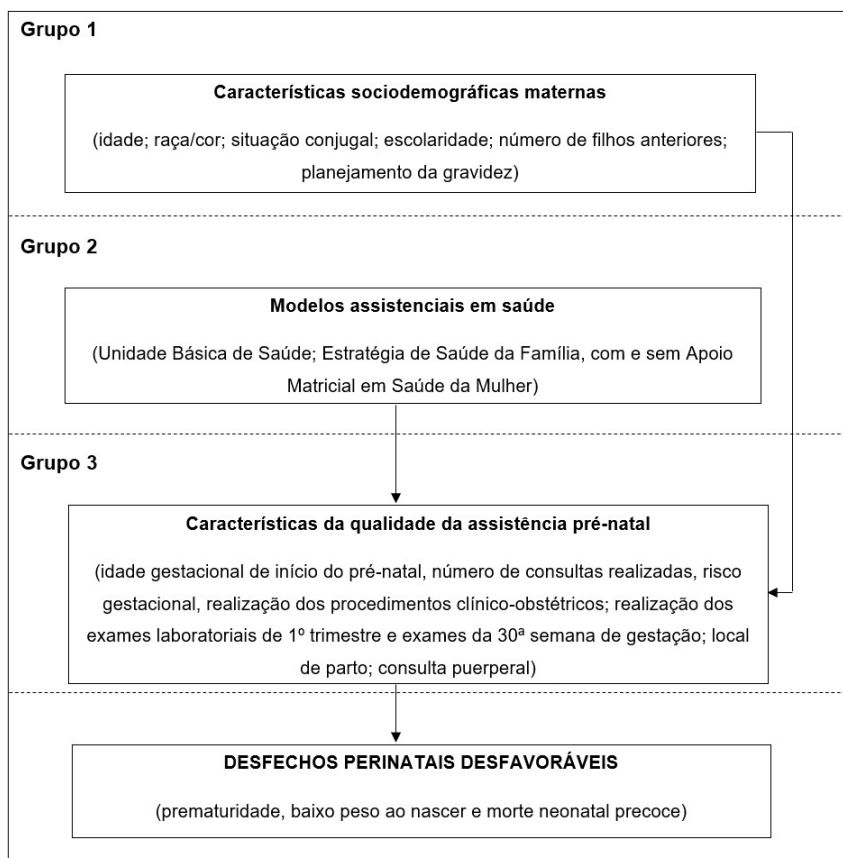 Grupo 1
Características sociodemográficas maternas
(idade; raça/cor; situação conjugal; escolaridade; número de filhos anteriores;
planejamento da gravidez)
Grupo 2
Modelos assistenciais em saúde
(Unidade Básica de Saúde; Estratégia de Saúde da Família, com e sem Apoio
Matricial em Saúde da Mulher)
Grupo 3
Características da qualidade da assistência pré-natal
(idade gestacional de início do pré-natal, número de consultas realizadas, risco
gestacional, realização dos procedimentos clínico-obstétricos; realização dos
exames laboratoriais de 1º trimestre e exames da 30ª semana de gestação; local
de parto; consulta puerperal)
DESFECHOS PERINATAIS DESFAVORÁVEIS
(prematuridade, baixo peso ao nascer e morte neonatal precoce)